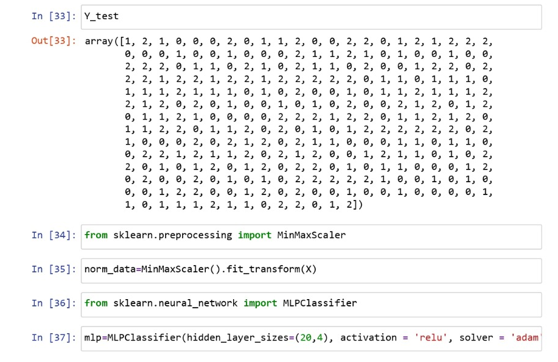 In [33]: Y_test
Out[33]: array([1, 2, 1, 0, 0, 0, 2, 0, 1, 1, 2, 0, 0, 2, 2, 0, 1, 2, 1, 2, 2, 2,
0, 0, 0, 1, 0, 0, 1, 0, 0, 0, 2, 2, 1, 0, 1, 0, 0, 1, 0, 0,
2, 2, 2, 0, 1, 1, 0, 2, 1, 0, 2, 1, 1, 0, 2, 0, 0, 1, 2, 2, 0, 2,
2, 2, 1, 2, 2, 1, 2, 2, 1, 2, 2, 2, 2, 2, 0, 1, 1, 0, 1, 1, 1, 0,
1, 1, 1, 2, 1, 1, 1, 0, 1, 1, 0, 1, 0, 0, 1, 1, 2, 1, 1, 1, 2,
2, 1, 2, 0, 2, 0, 1, 0, 0, 1, 0, 1, 0, 2, 0, 0, 2, 1, 2, 0, 1, 2,
0, 1, 1, 2, 1, 0, 0, 2, 0, 2, 1, 2, 2, 2, 0, 1, 1, 2, 1, 2, 0,
1, 1, 2, 2, 0, 1, 1, 2, 0, 2, 0, 1, 0, 1, 2, 2, 2, 2, 2, 2, 0, 2,
1, 0, 0, 0, 2, 0, 2, 0, 2, 2, 1, 1, 0, 0, 0, 1, 2, 0, 1, 1, 0,
0, 2, 2, 1, 2, 1, 1, 1, 2, 0, 2, 1, 2, 0, 0, 1, 2, 1, 1, 0, 1, 0, 2,
2, 0, 1, 0, 1, 2, 0, 1, 2, 0, 2, 2, 0, 1, 0, 1, 1, 0, 0, 0, 1, 2,
0, 2, 0, 0, 2, 0, 1, 0, 1, 0, 2, 2, 2, 2, 2, 2, 1, 0, 0, 1, 0, 1, 0,
0, 0, 1, 2, 2, 0, 0, 1, 2, 0, 2, 0, 0, 1, 0, 0, 1, 0, 0, 0, 0, 1,
1, 0, 1, 1, 1, 2, 1, 1, 0, 2, 2, 0, 1, 2])
In [34]: from sklearn.preprocessing import MinMaxScaler
In [35]: norm_data=MinMaxScaler().fit_transform(X)
In [36]: from sklearn.neural_network import MLPClassifier
In [37]: mlp=MLPClassifier(hidden_layer_sizes=(20,4), activation = 'relu', solver = 'adam'